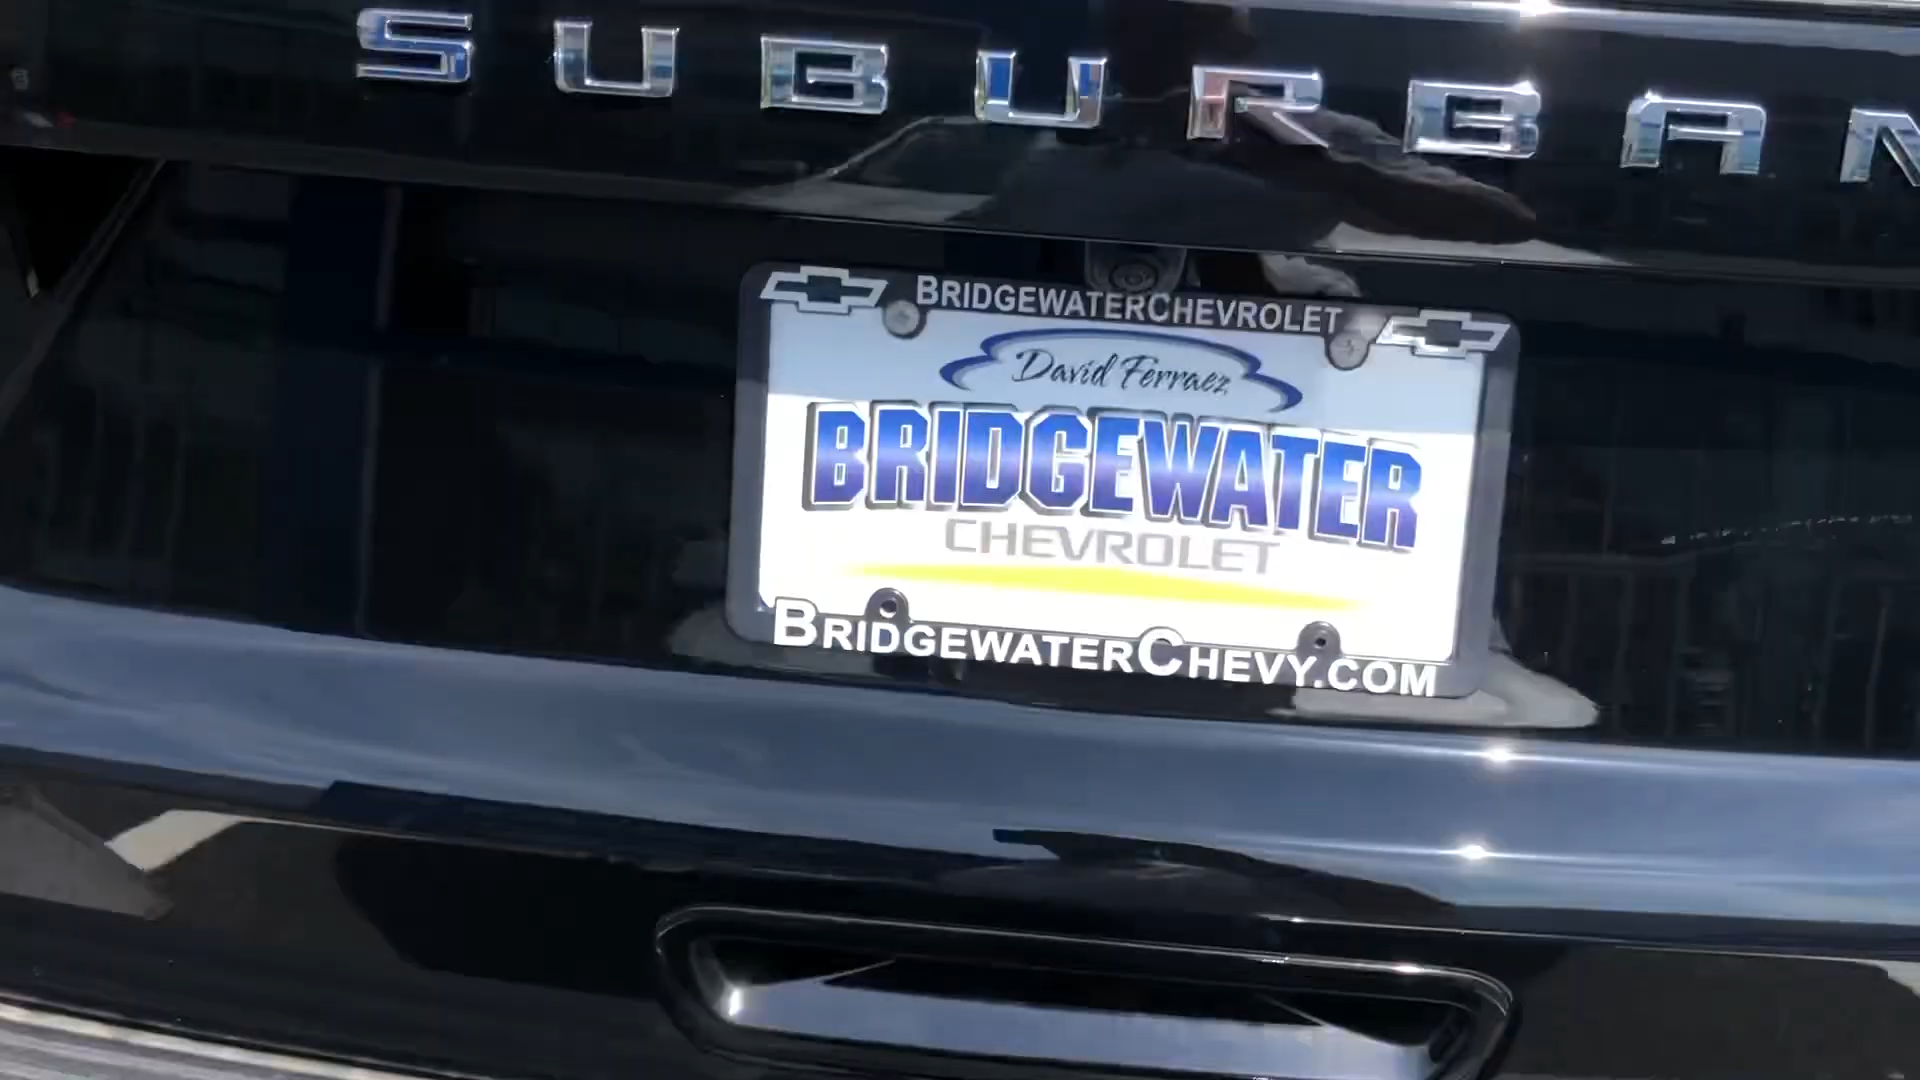 SUBURBAN
BRIDGEWATERCHEVROLET
David Ferraez
BRIDGEWATER
CHEVROLET
BRIDGEWATERCHEVY.COM